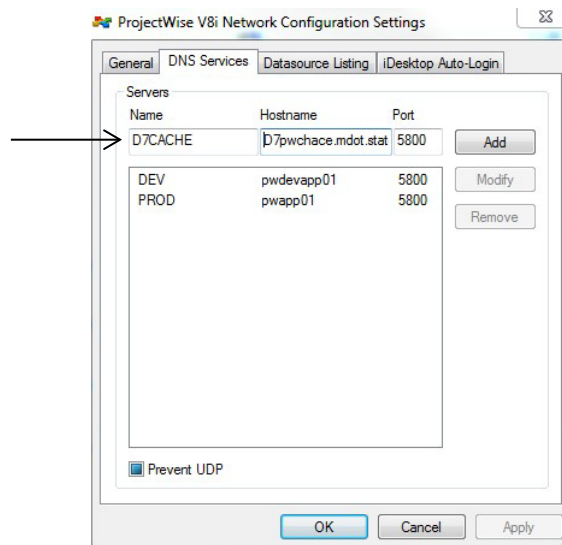 ProjectWise V8i Network Configuration Settings
General DNS Services Datasource Listing iDesktop Auto-Login
Servers
Name Hostname Port
D7CACHE D7pwchace.mdot.stat 5800 Add
DEV pwdevapp01 5800 Modify
PROD pwapp01 5800
Remove
Prevent UDP
OK Cancel Apply